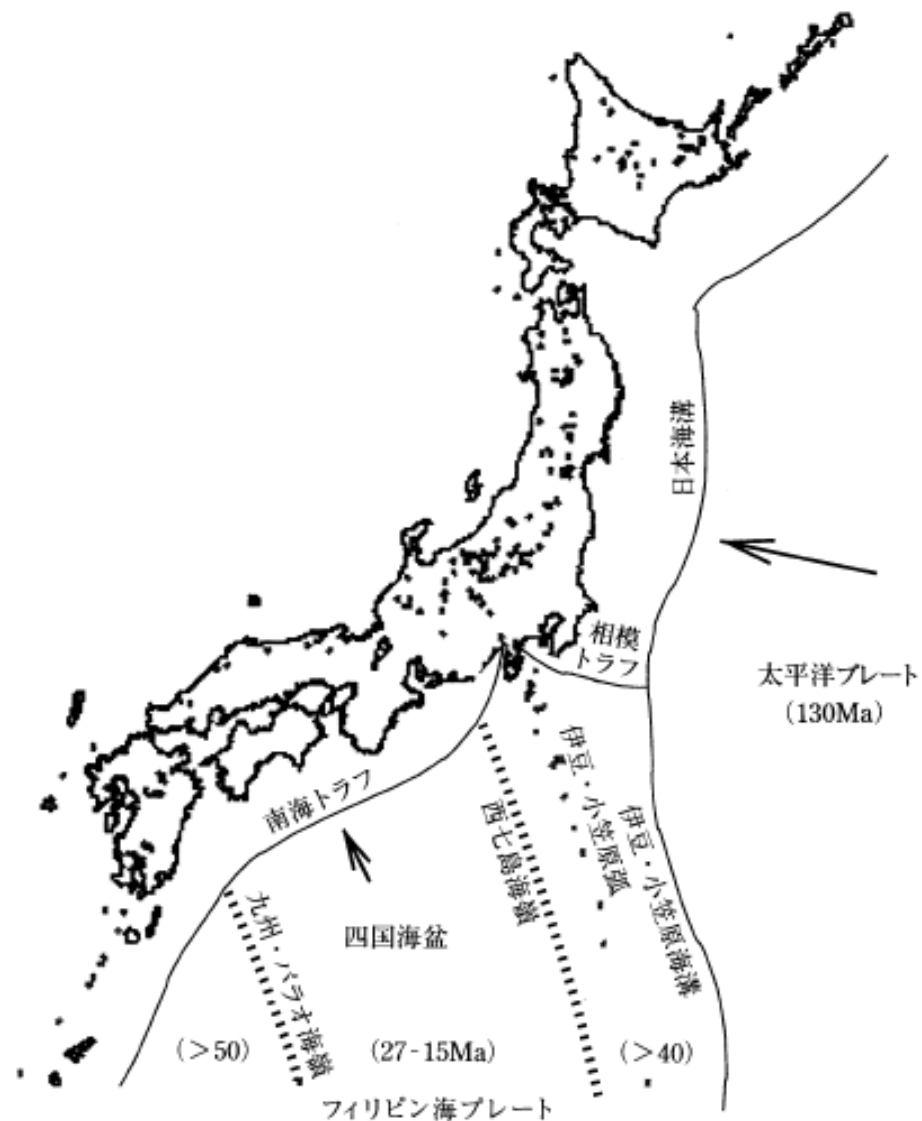 日本海溝
相模
トラフ
太平洋プレート
(130Ma)
南海トラフ
西七島海嶺
伊豆・小笠原弧
伊豆・小笠原海溝
九州・パラオ海嶺
四国海盆
(>50)
(27-15Ma)
(>40)
フィリピン海プレート